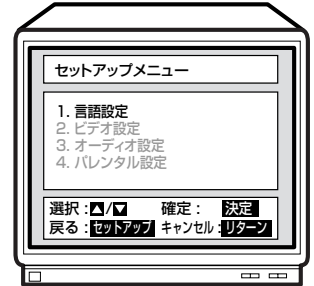 セットアップメニュー
1. 言語設定
2. ビデオ設定
3. オーディオ設定
4. パレンタル設定
選択:▲/▼ 確定: 決定
戻る:セットアップ キャンセル:リターン